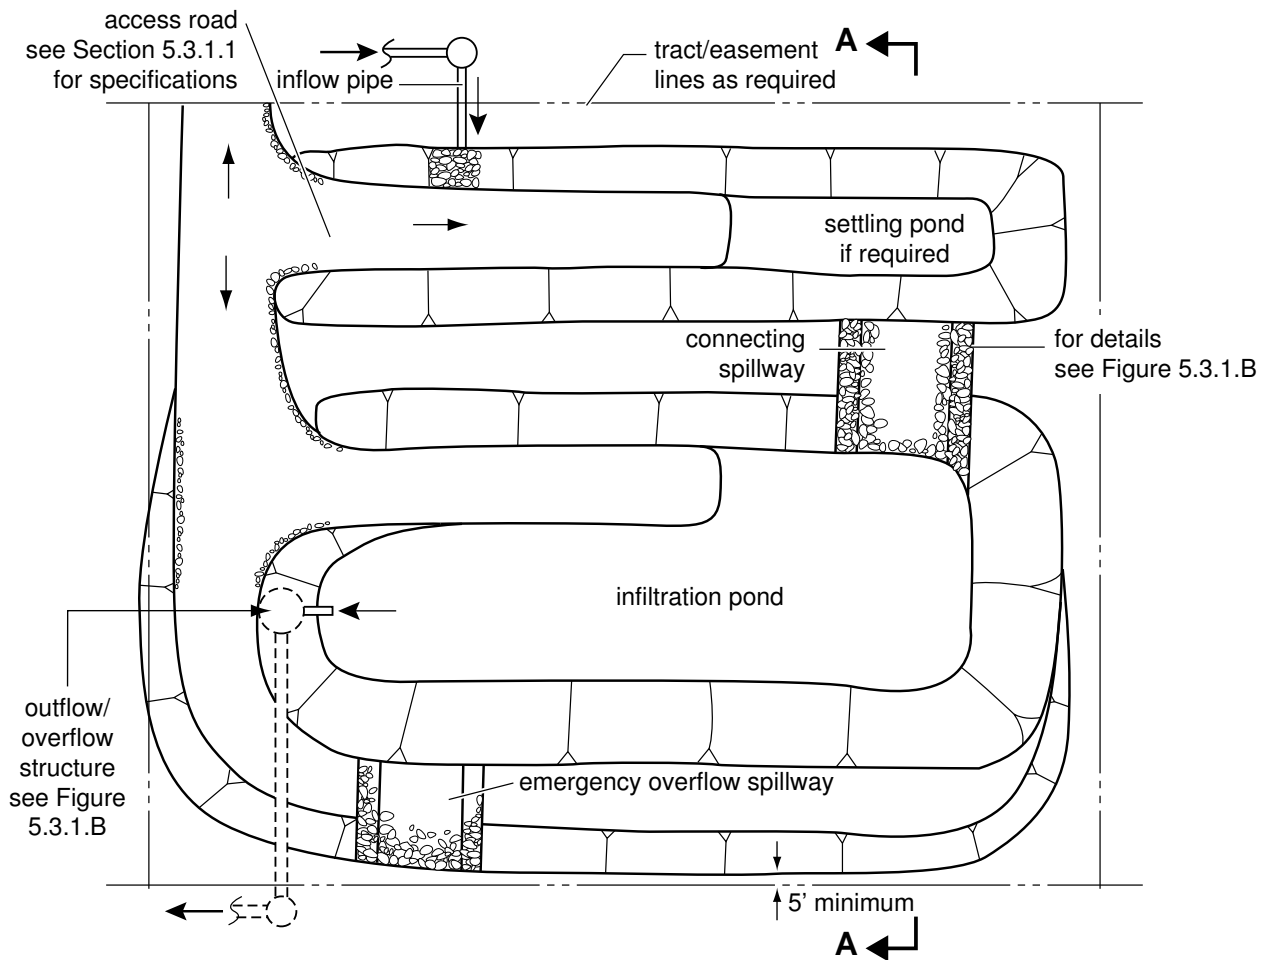 access road
see Section 5.3.1.1
for specifications
inflow pipe
tract/easement
lines as required
A
settling pond
if required
connecting
spillway
for details
see Figure 5.3.1.B
infiltration pond
outflow/
overflow
structure
see Figure
5.3.1.B
emergency overflow spillway
5' minimum
A